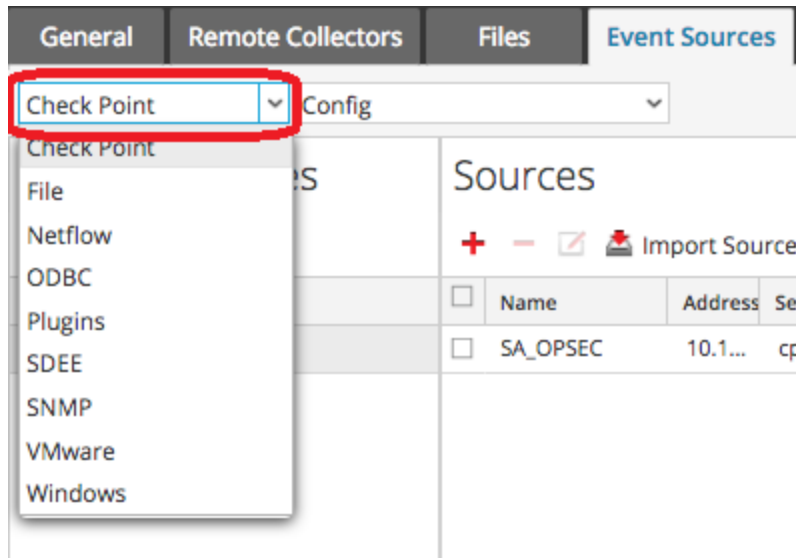 General Remote Collectors Files Event Sources
Check Point Config
Check Point
File
Netflow
ODBC
Plugins
SDEE
SNMP
VMware
Windows
Sources
Import Source
Name Address
SA_OPSEC 10.1...